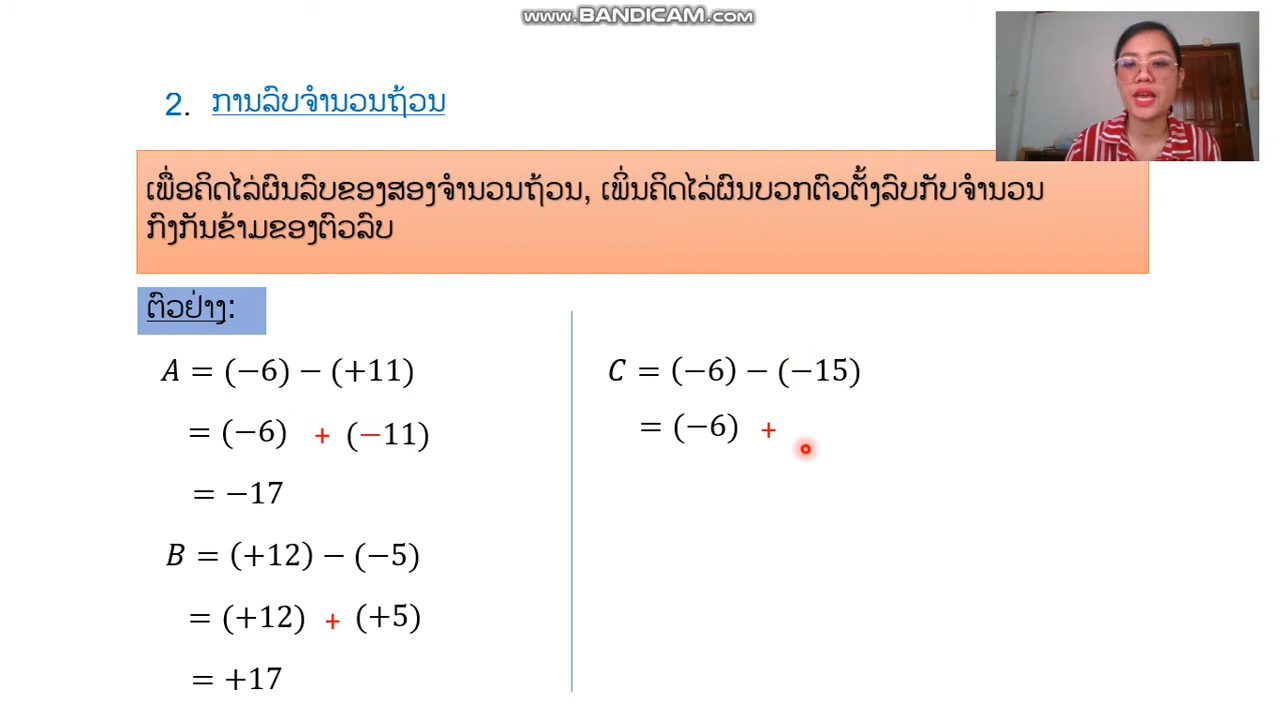 www.BANDICAM.com
2. ການລົບຈຳນວນຖ້ວນ
ເພື່ອຄິດໄລ່ຜົນລົບຂອງສອງຈຳນວນຖ້ວນ, ເພິ່ນຄິດໄລ່ຜົນບວກຕົວຕັ້ງລົບກັບຈຳນວນ
ກົງກັນຂ້າມຂອງຕົວລົບ
ຕົວຢ່າງ:
A = (−6) − (+11)
= (−6) + (−11)
= −17
B = (+12) − (−5)
= (+12) + (+5)
= +17
C = (−6) − (−15)
= (−6) +